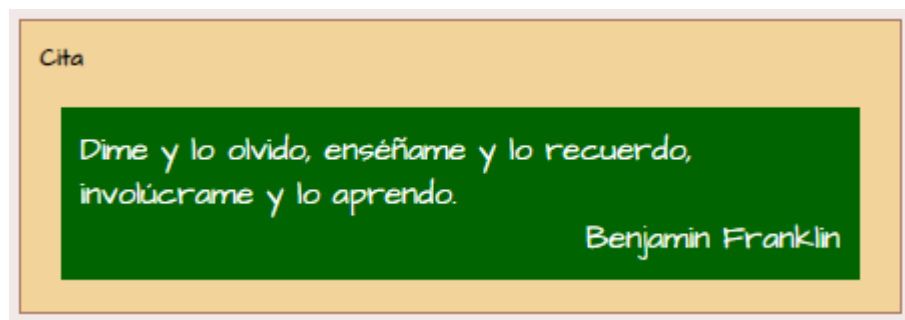 Cita
Dime y lo olvido, enséñame y lo recuerdo,
involúcrame y lo aprendo.
Benjamin Franklin